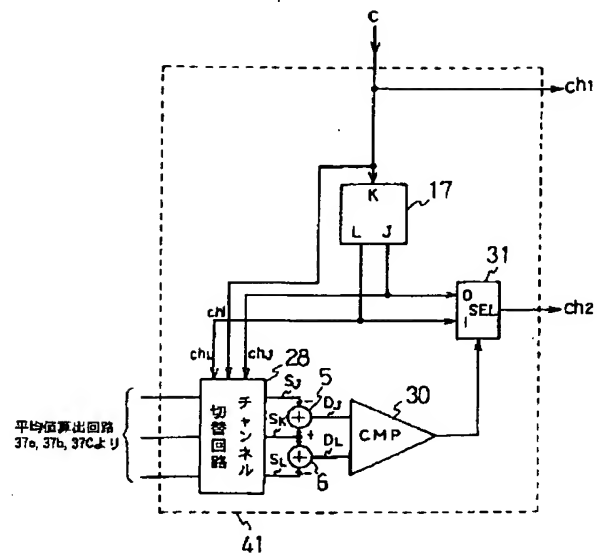 C
ch1
K
17
L J
31
0
SEL
1
ch2
chL
ch1
chJ
28
SJ
SK
SL
5
6
DJ
DL
30
CMP
チャンネル
切替回路
平均値算出回路
37a, 37b, 37Cより
+
+
-
+
-
41